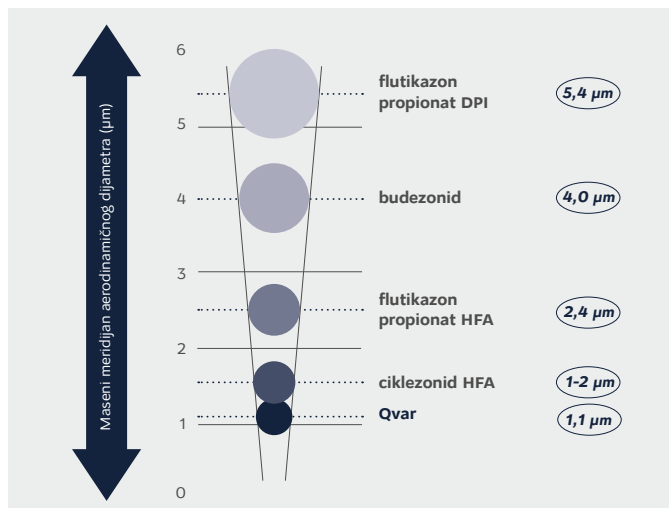 Maseni meridijan aerodinamičnog dijametra (µm)
6
flutikazon
propionat DPI
5,4 µm
5
4
budezonid
4,0 µm
3
flutikazon
propionat HFA
2,4 µm
2
ciklezonid HFA
1-2 µm
Qvar
1,1 µm
1
0